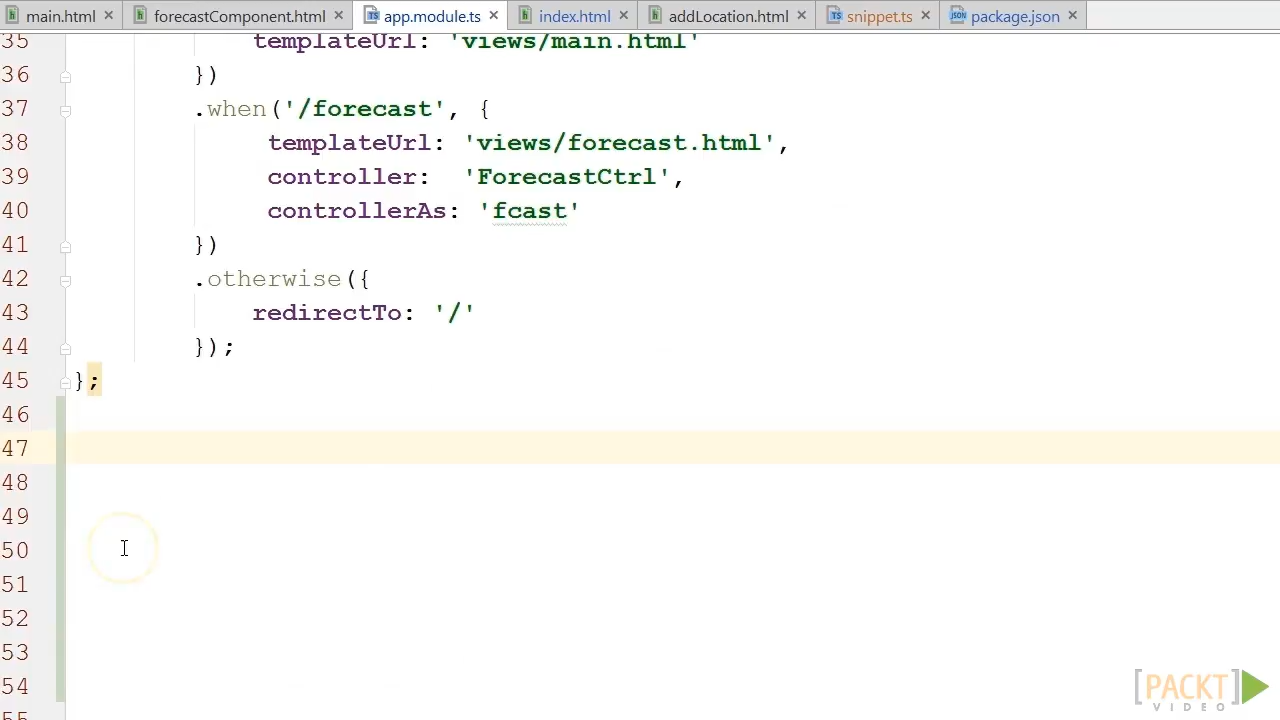 main.html forecastComponent.html app.module.ts index.html addLocation.html snippet.ts package.json
35 templateUrl: 'views/main.html'
36 })
37 .when('/forecast', {
38 templateUrl: 'views/forecast.html',
39 controller: 'ForecastCtrl',
40 controllerAs: 'fcast'
41 })
42 .otherwise({
43 redirectTo: '/'
44 });
45 };
46
47
48
49
50
51
52
53
54
55
[PACKT]
VIDEO